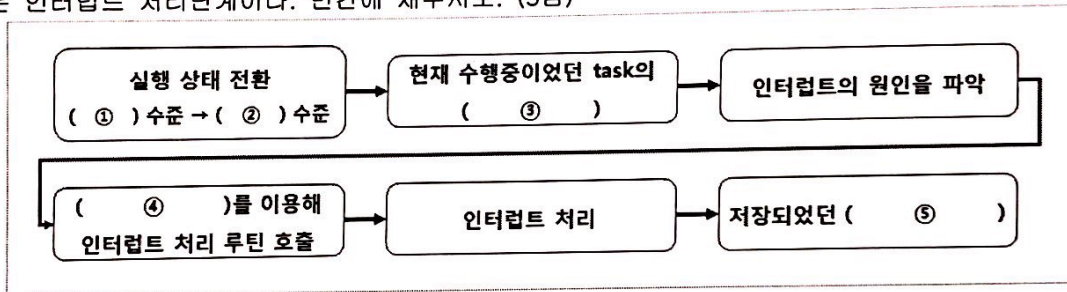 인터럽트 처리단계이다. 빈칸에 채우시오. (5점)
실행 상태 전환
( ① ) 수준 → ( ② ) 수준
현재 수행중이었던 task의
( ③ )
인터럽트의 원인을 파악
( ④ )를 이용해
인터럽트 처리 루틴 호출
인터럽트 처리
저장되었던 ( ⑤ )